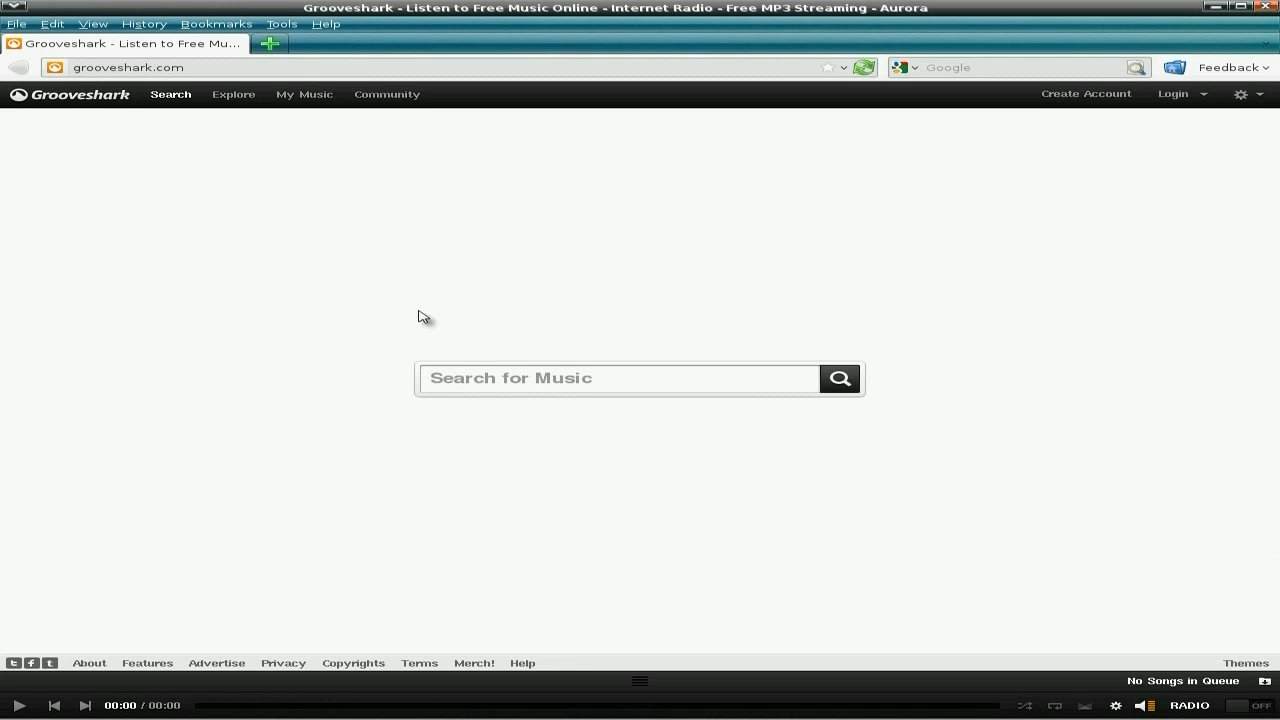 Grooveshark - Listen to Free Music Online - Internet Radio - Free MP3 Streaming - Aurora
File Edit View History Bookmarks Tools Help
Grooveshark - Listen to Free Mu...
grooveshark.com Google Feedback
Grooveshark Search Explore My Music Community Create Account Login
Search for Music
t f t About Features Advertise Privacy Copyrights Terms Merch! Help Themes
No Songs in Queue
00:00 / 00:00 RADIO OFF